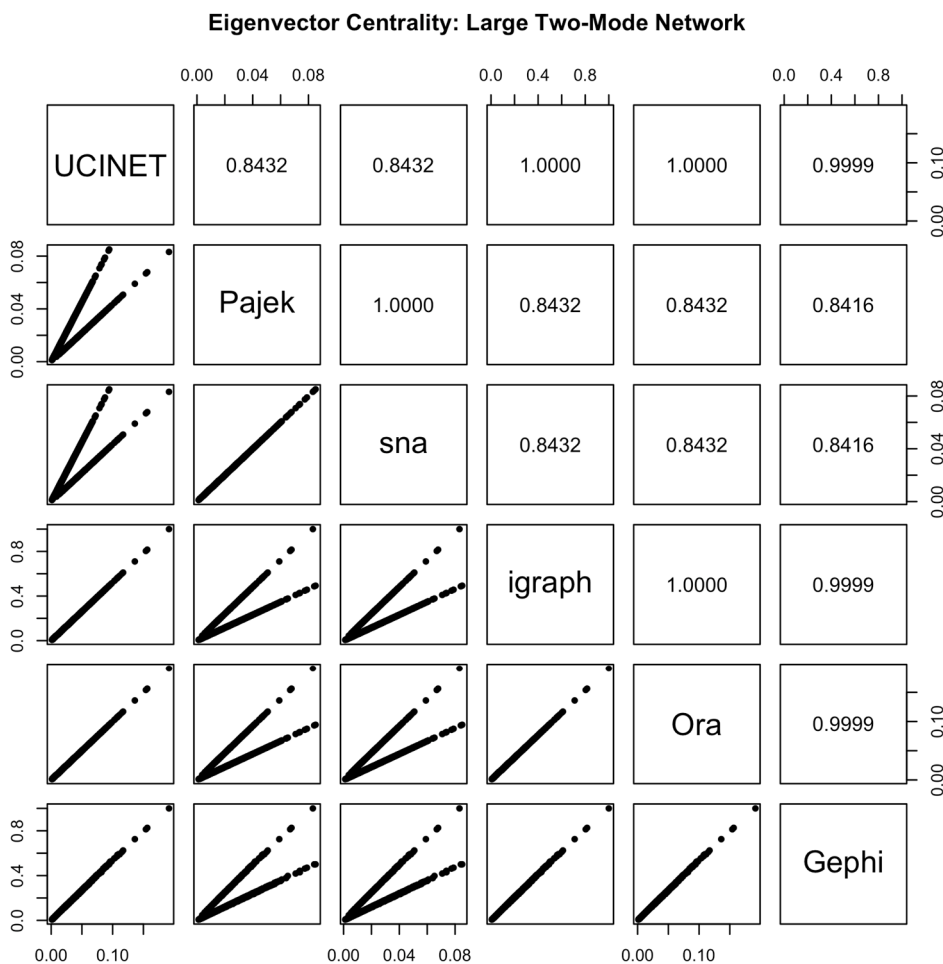 Eigenvector Centrality: Large Two-Mode Network
0.00 0.04 0.08 0.0 0.4 0.8 0.0 0.4 0.8
UCINET 0.8432 0.8432 1.0000 1.0000 0.9999
0.00 0.10
0.00 0.04 0.08
Pajek 1.0000 0.8432 0.8432 0.8416
sna 0.8432 0.8432 0.8416
0.00 0.04 0.08
0.0 0.4 0.8
igraph 1.0000 0.9999
Ora 0.9999
0.00 0.10
0.0 0.4 0.8
Gephi
0.00 0.10 0.00 0.04 0.08 0.00 0.10